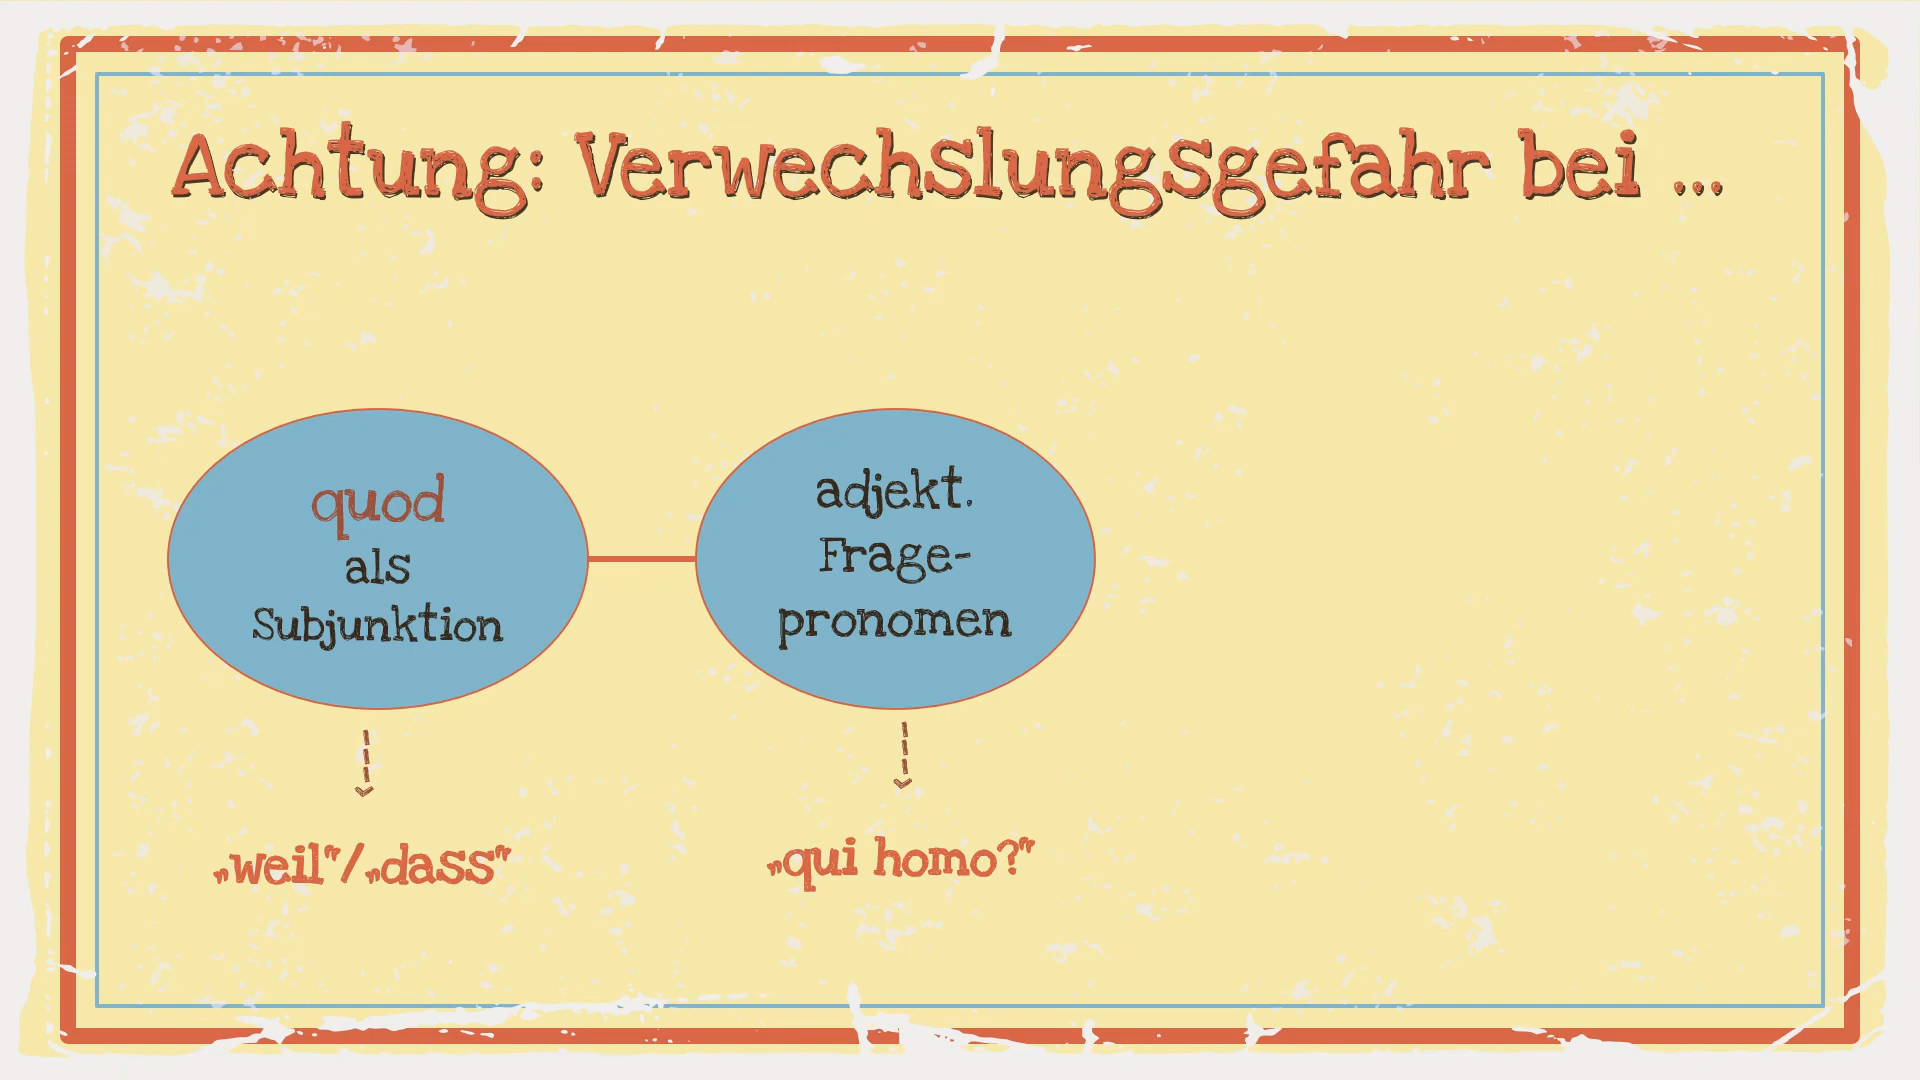 Achtung: Verwechslungsgefahr bei ...
quod
als
Subjunktion
adjekt.
Frage-
pronomen
„weil“/„dass“
„qui homo?“